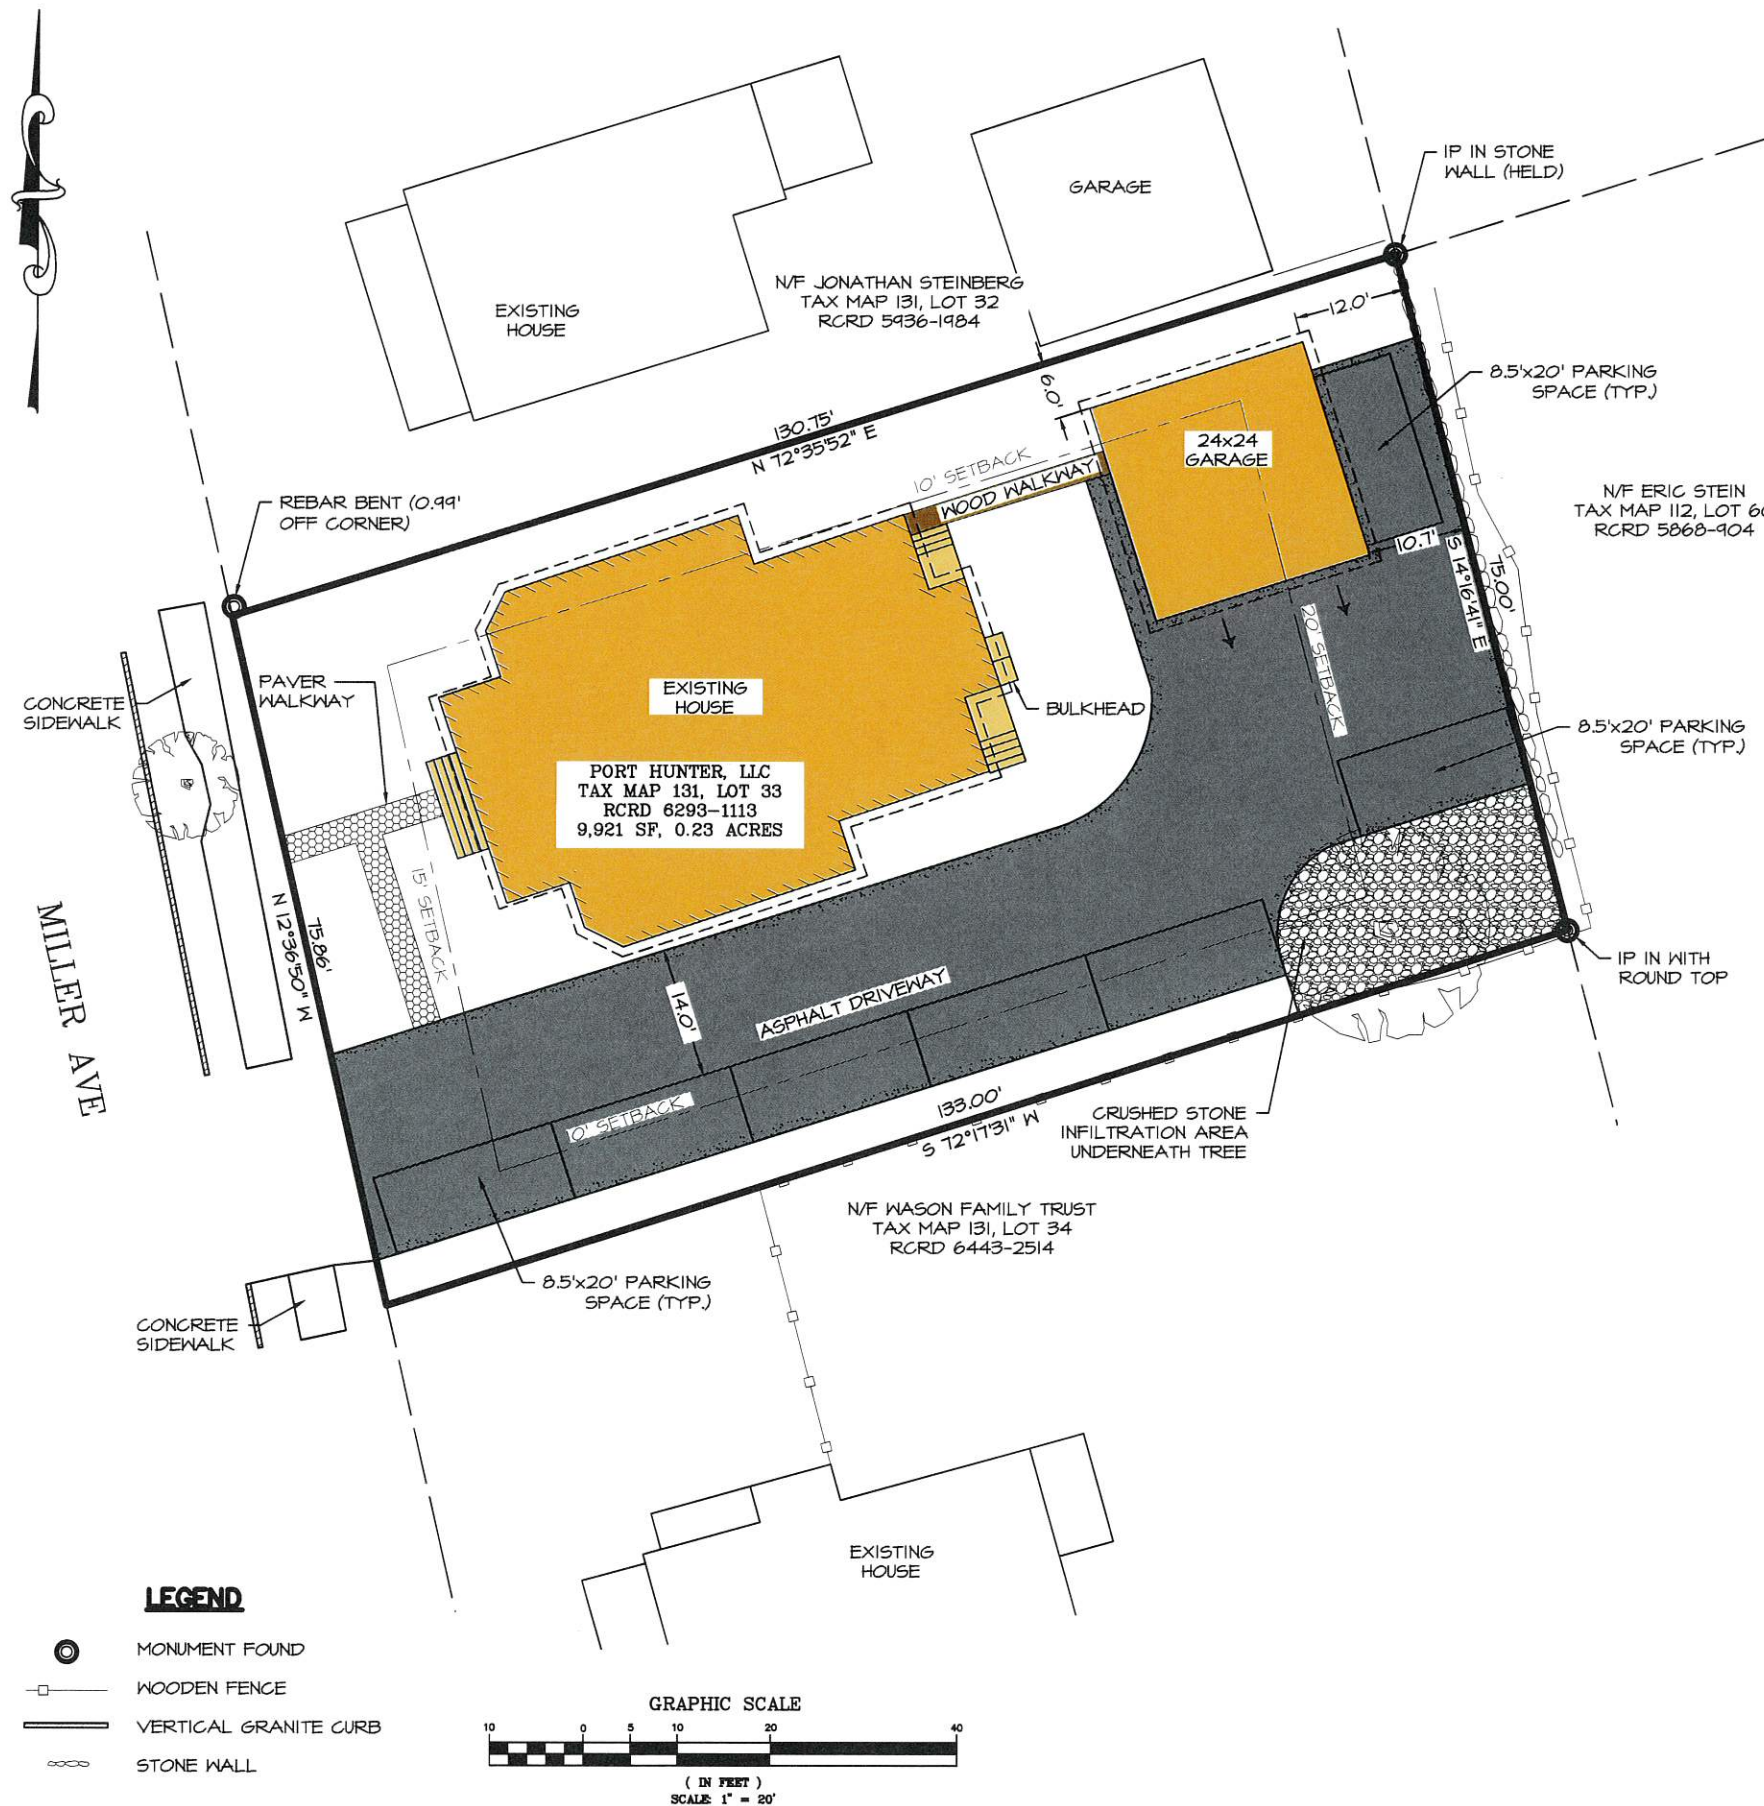 IP IN STONE
WALL (HELD)
GARAGE
N/F JONATHAN STEINBERG
TAX MAP 131, LOT 32
RCRD 5936-1984
EXISTING
HOUSE
12.0'
8.5'x20' PARKING
SPACE (TYP.)
6.0'
130.75'
N 72°35'52" E
24x24
GARAGE
10' SETBACK
WOOD WALKWAY
REBAR BENT (0.99'
OFF CORNER)
N/F ERIC STEIN
TAX MAP 112, LOT
RCRD 5868-904
10.7'
S 14°16'41" E
75.00'
20' SETBACK
PAVER
WALKWAY
CONCRETE
SIDEWALK
EXISTING
HOUSE
BULKHEAD
8.5'x20' PARKING
SPACE (TYP.)
PORT HUNTER, LLC
TAX MAP 131, LOT 33
RCRD 6293-1113
9,921 SF, 0.23 ACRES
15' SETBACK
MILLER AVE
N 12°36'50" W
75.86'
IP IN WITH
ROUND TOP
14.0'
ASPHALT DRIVEWAY
0' SETBACK
133.00'
S 72°17'31" W
CRUSHED STONE
INFILTRATION AREA
UNDERNEATH TREE
N/F WASON FAMILY TRUST
TAX MAP 131, LOT 34
RCRD 6443-2514
8.5'x20' PARKING
SPACE (TYP.)
CONCRETE
SIDEWALK
EXISTING
HOUSE
LEGEND
MONUMENT FOUND
WOODEN FENCE
VERTICAL GRANITE CURB
STONE WALL
GRAPHIC SCALE
10 0 5 10 20 40
( IN FEET )
SCALE: 1" = 20'